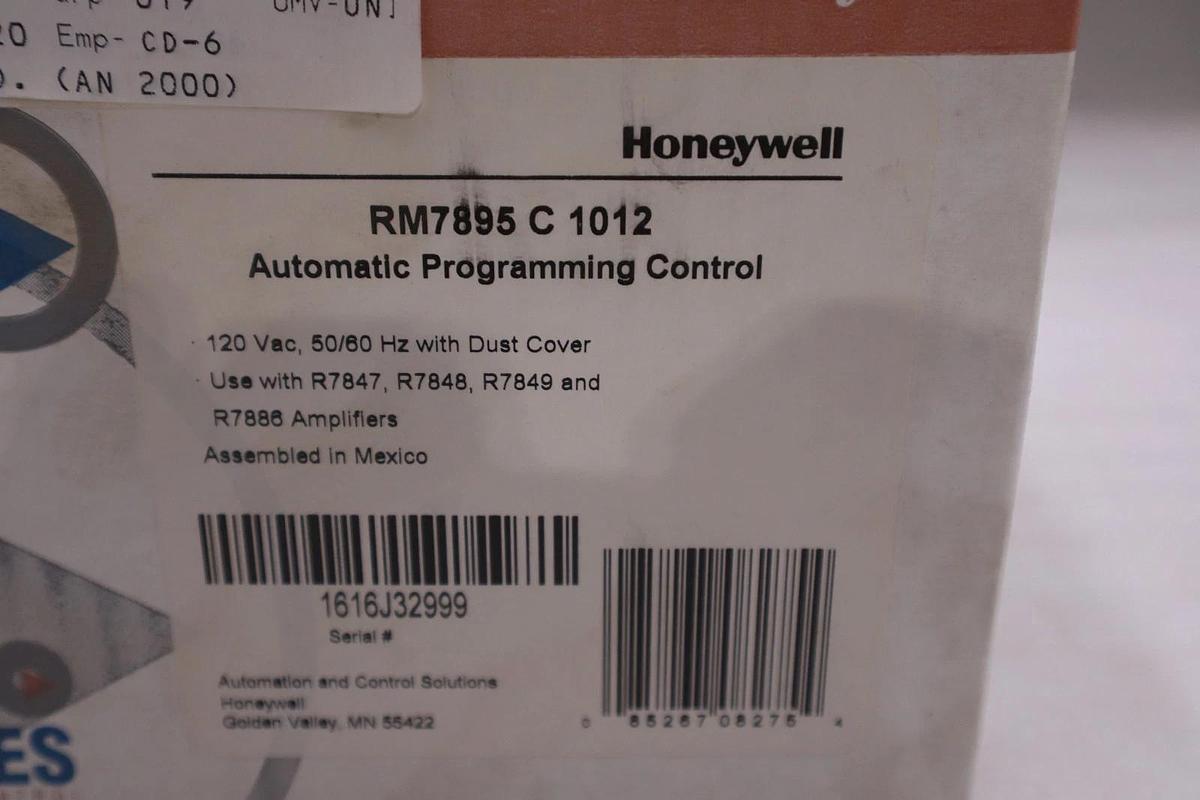 Emp- CD-6
(AN 2000)
Honeywell
RM7895 C 1012
Automatic Programming Control
· 120 Vac, 50/60 Hz with Dust Cover
· Use with R7847, R7848, R7849 and
R7886 Amplifiers
Assembled in Mexico
1616J32999
Serial #
Automation and Control Solutions
Honeywell
Golden Valley, MN 55422
0 85267 08275 4
ES